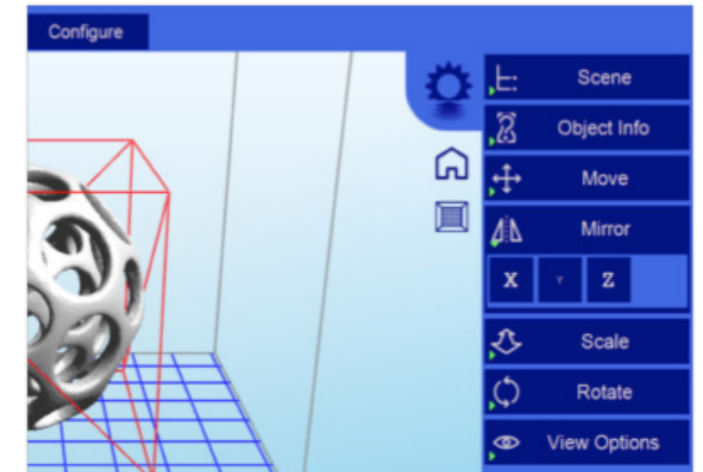 Configure
Scene
Object Info
Move
Mirror
X Y Z
Scale
Rotate
View Options